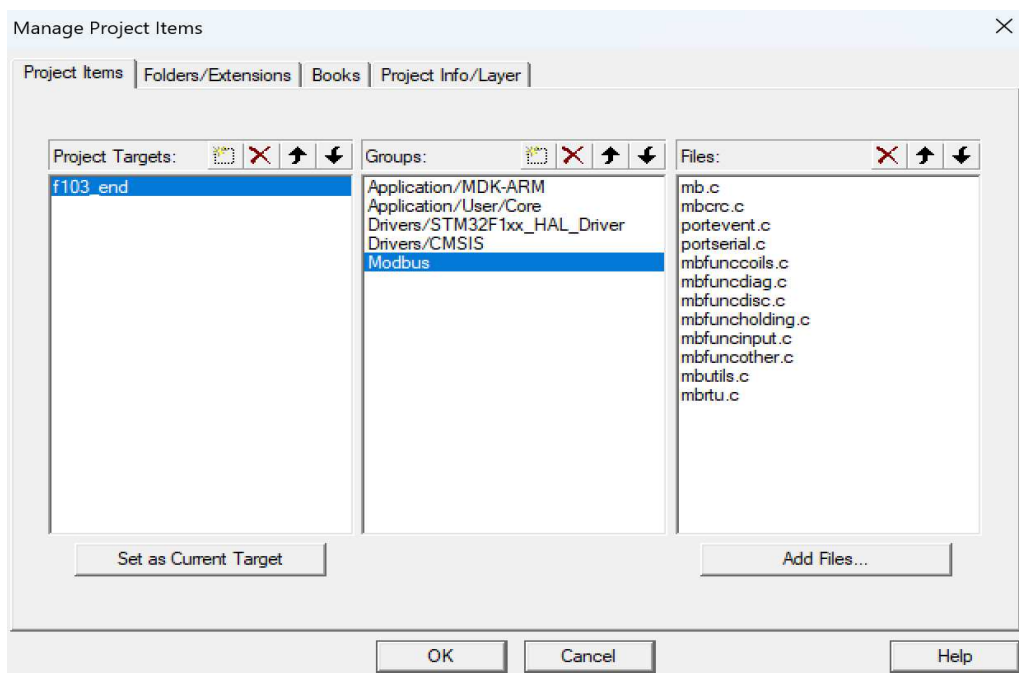 Manage Project Items
Project Items
Folders/Extensions
Books
Project Info/Layer
Project Targets:
Groups:
Files:
f103_end
Application/MDK-ARM
Application/User/Core
Drivers/STM32F1xx_HAL_Driver
Drivers/CMSIS
Modbus
mb.c
mbcrc.c
portevent.c
portserial.c
mbfunccoils.c
mbfuncdiag.c
mbfuncdisc.c
mbfuncholding.c
mbfuncinput.c
mbfuncother.c
mbutils.c
mbrtu.c
Set as Current Target
Add Files...
OK
Cancel
Help